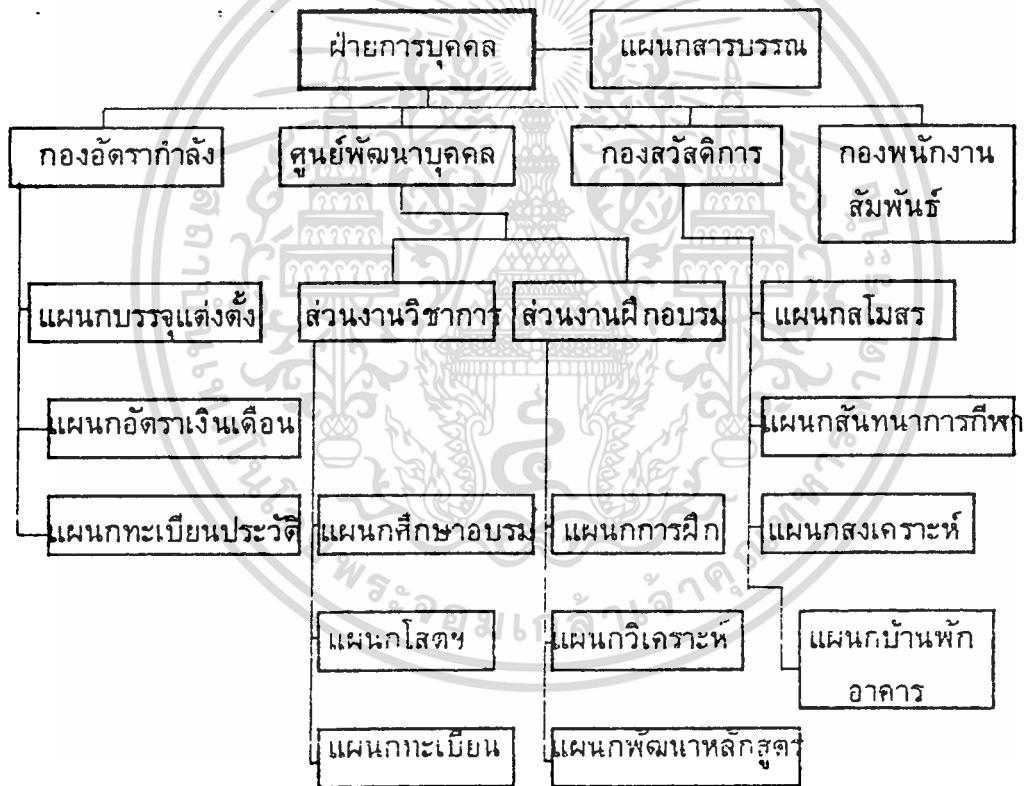 ฝ่ายการบุคคล
แผนกสารบรรณ
กองอัตรากำลัง
ศูนย์พัฒนาบุคคล
กองสวัสดิการ
กองพนักงาน
สัมพันธ์
แผนกบรรจุแต่งตั้ง
ส่วนงานวิชาการ
ส่วนงานฝึกอบรม
แผนกสโมสร
แผนกอัตราเงินเดือน
แผนกสันทนาการกีฬา
แผนกทะเบียนประวัติ
แผนกศึกษาอบรม
แผนกการฝึก
แผนกสงเคราะห์
แผนกโสตฯ
แผนกวิเคราะห์
แผนกบ้านพัก
อาคาร
แผนกทะเบียน
แผนกพัฒนาหลักสูตร